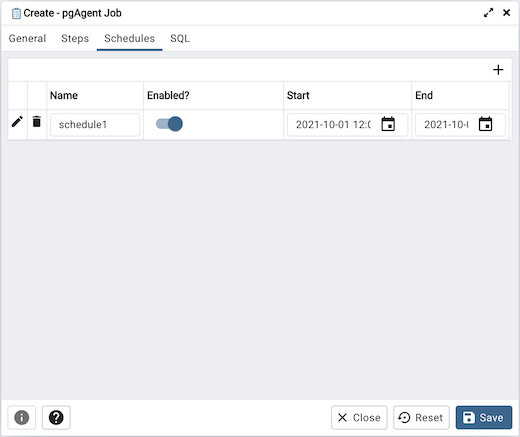 Create - pgAgent Job
General Steps Schedules SQL
Name Enabled? Start End
schedule1 2021-10-01 12:0 2021-10-
Close Reset Save